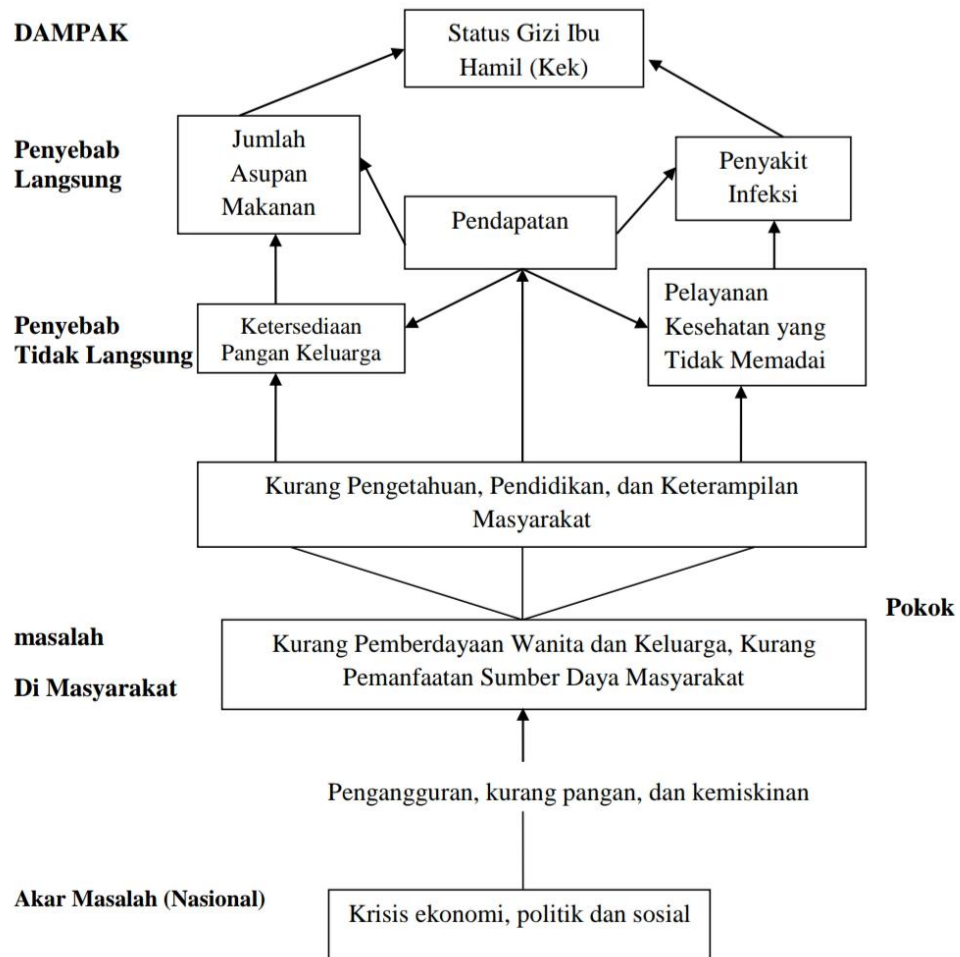 DAMPAK
Status Gizi Ibu
Hamil (Kek)
Penyebab
Langsung
Jumlah
Asupan
Makanan
Pendapatan
Penyakit
Infeksi
Penyebab
Tidak Langsung
Ketersediaan
Pangan Keluarga
Pelayanan
Kesehatan yang
Tidak Memadai
Kurang Pengetahuan, Pendidikan, dan Keterampilan
Masyarakat
Pokok
masalah
Di Masyarakat
Kurang Pemberdayaan Wanita dan Keluarga, Kurang
Pemanfaatan Sumber Daya Masyarakat
Pengangguran, kurang pangan, dan kemiskinan
Akar Masalah (Nasional)
Krisis ekonomi, politik dan sosial